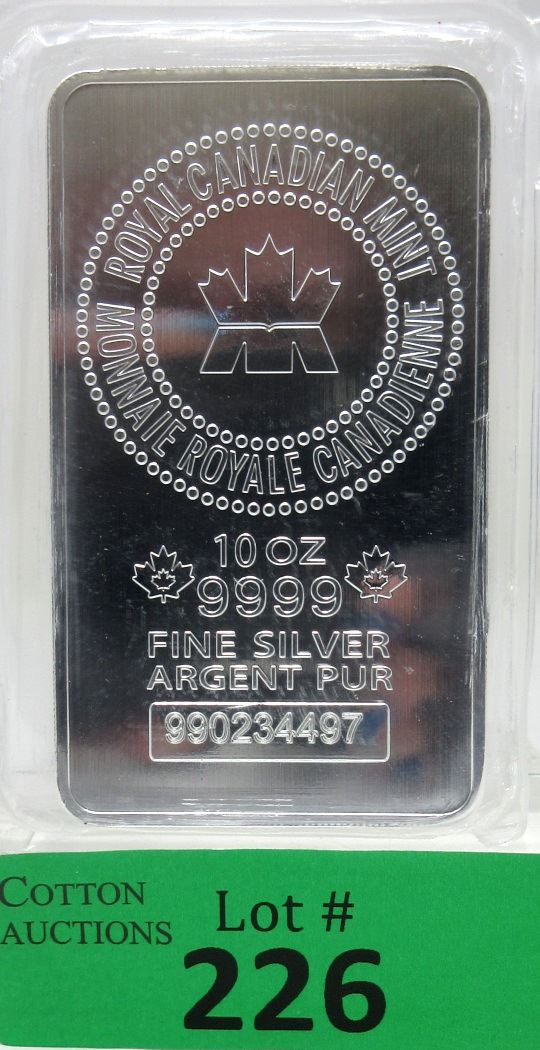 ROYAL CANADIAN MINT
MONNAIE ROYALE CANADIENNE
10 OZ
9999
FINE SILVER
ARGENT PUR
990234497
COTTON
AUCTIONS
Lot #
226